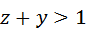 z + y > 1